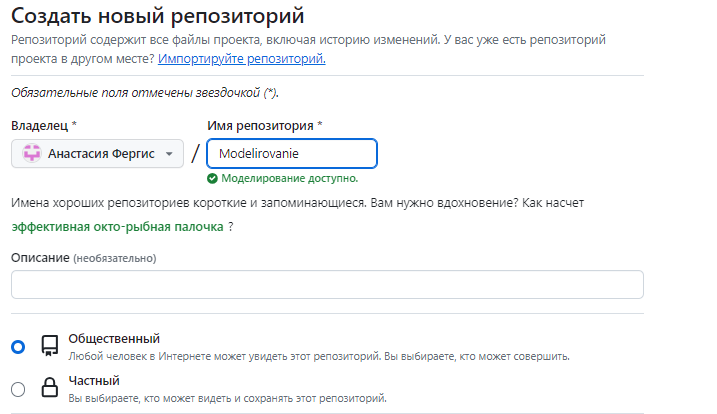 Создать новый репозиторий
Репозиторий содержит все файлы проекта, включая историю изменений. У вас уже есть репозиторий
проекта в другом месте? Импортируйте репозиторий.
Обязательные поля отмечены звездочкой (*).
Владелец *
Имя репозитория *
Анастасия Фергис / Modelirovanie
Моделирование доступно.
Имена хороших репозиториев короткие и запоминающиеся. Вам нужно вдохновение? Как насчет
эффективная окто-рыбная палочка ?
Описание (необязательно)
Общественный
Любой человек в Интернете может увидеть этот репозиторий. Вы выбираете, кто может совершить.
Частный
Вы выбираете, кто может видеть и сохранять этот репозиторий.